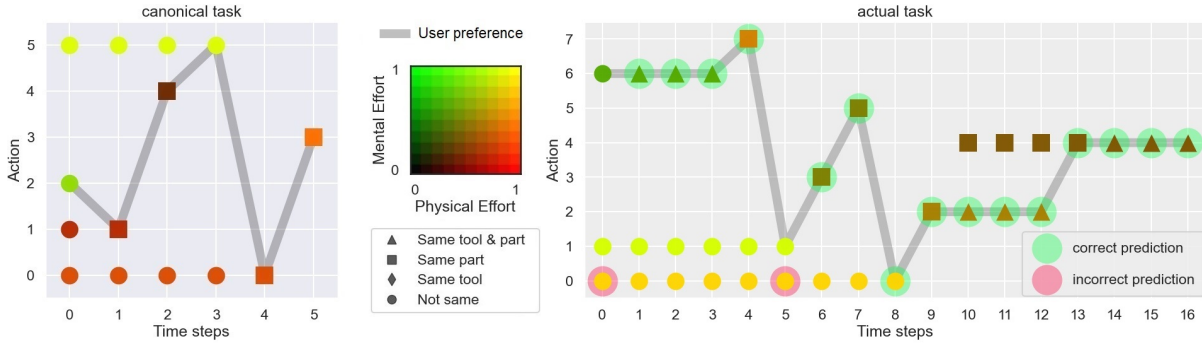 canonical task
Action
5
4
3
2
1
0
0 1 2 3 4 5
Time steps
User preference
Mental Effort
1
0
0 1
Physical Effort
Same tool & part
Same part
Same tool
Not same
actual task
Action
7
6
5
4
3
2
1
0
correct prediction
incorrect prediction
0 1 2 3 4 5 6 7 8 9 10 11 12 13 14 15 16
Time steps